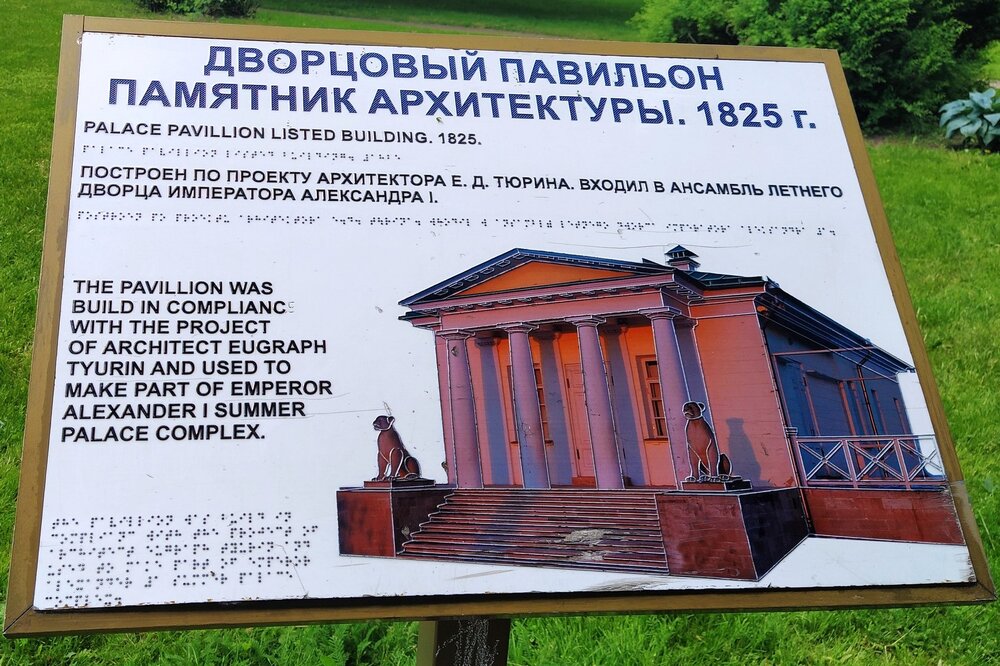 ДВОРЦОВЫЙ ПАВИЛЬОН
ПАМЯТНИК АРХИТЕКТУРЫ. 1825 г.
PALACE PAVILLION LISTED BUILDING. 1825.
ПОСТРОЕН ПО ПРОЕКТУ АРХИТЕКТОРА Е. Д. ТЮРИНА. ВХОДИЛ В АНСАМБЛЬ ЛЕТНЕГО
ДВОРЦА ИМПЕРАТОРА АЛЕКСАНДРА I.
THE PAVILLION WAS
BUILD IN COMPLIANC
WITH THE PROJECT
OF ARCHITECT EUGRAPH
TYURIN AND USED TO
MAKE PART OF EMPEROR
ALEXANDER I SUMMER
PALACE COMPLEX.